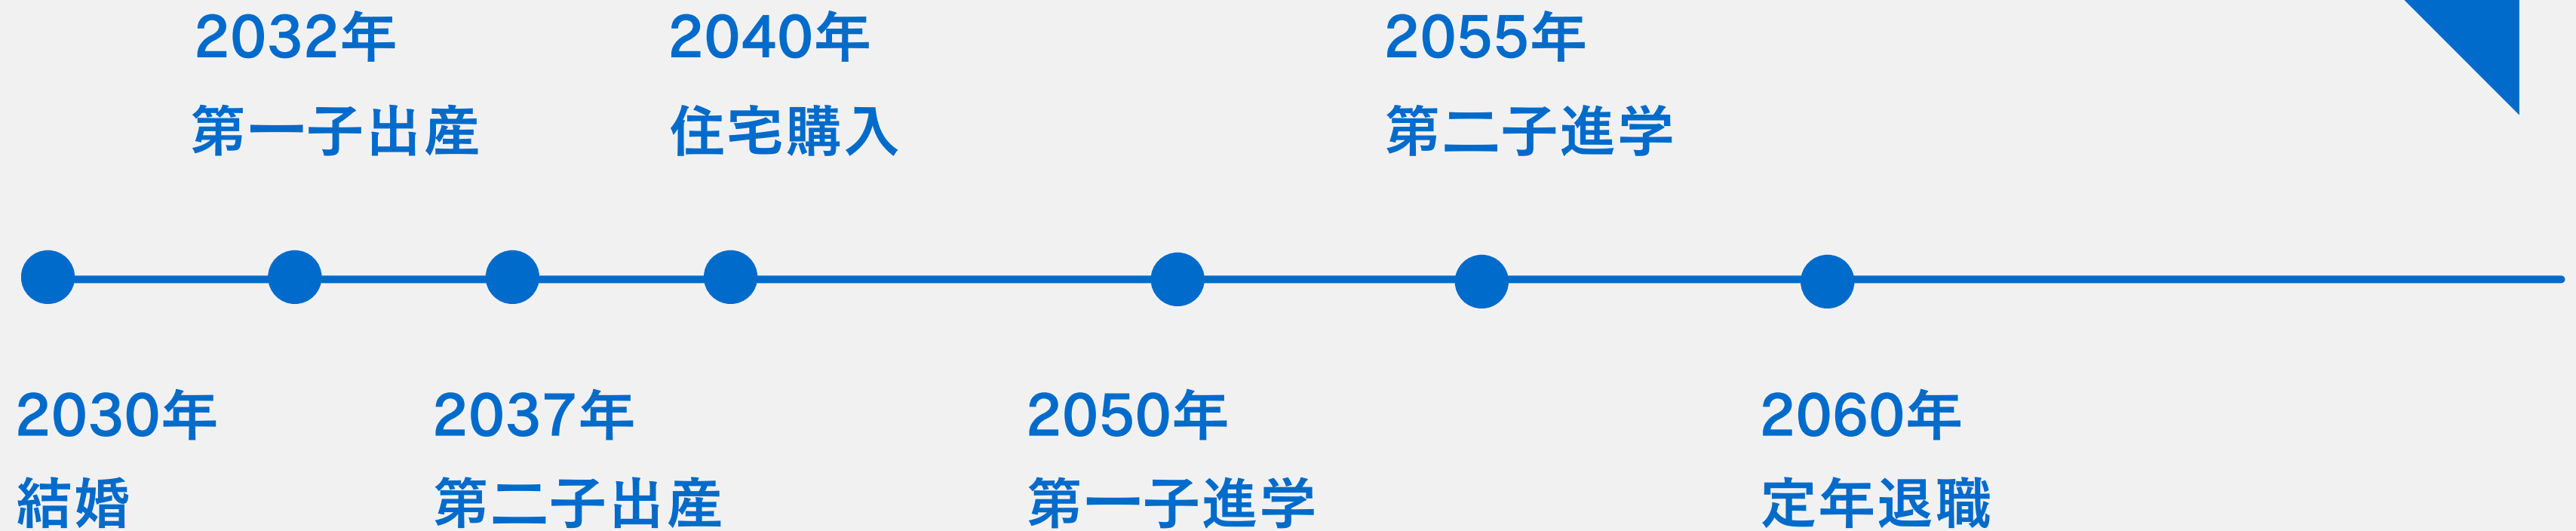 2032年
第一子出産
2040年
住宅購入
2055年
第二子進学
2030年
結婚
2037年
第二子出産
2050年
第一子進学
2060年
定年退職